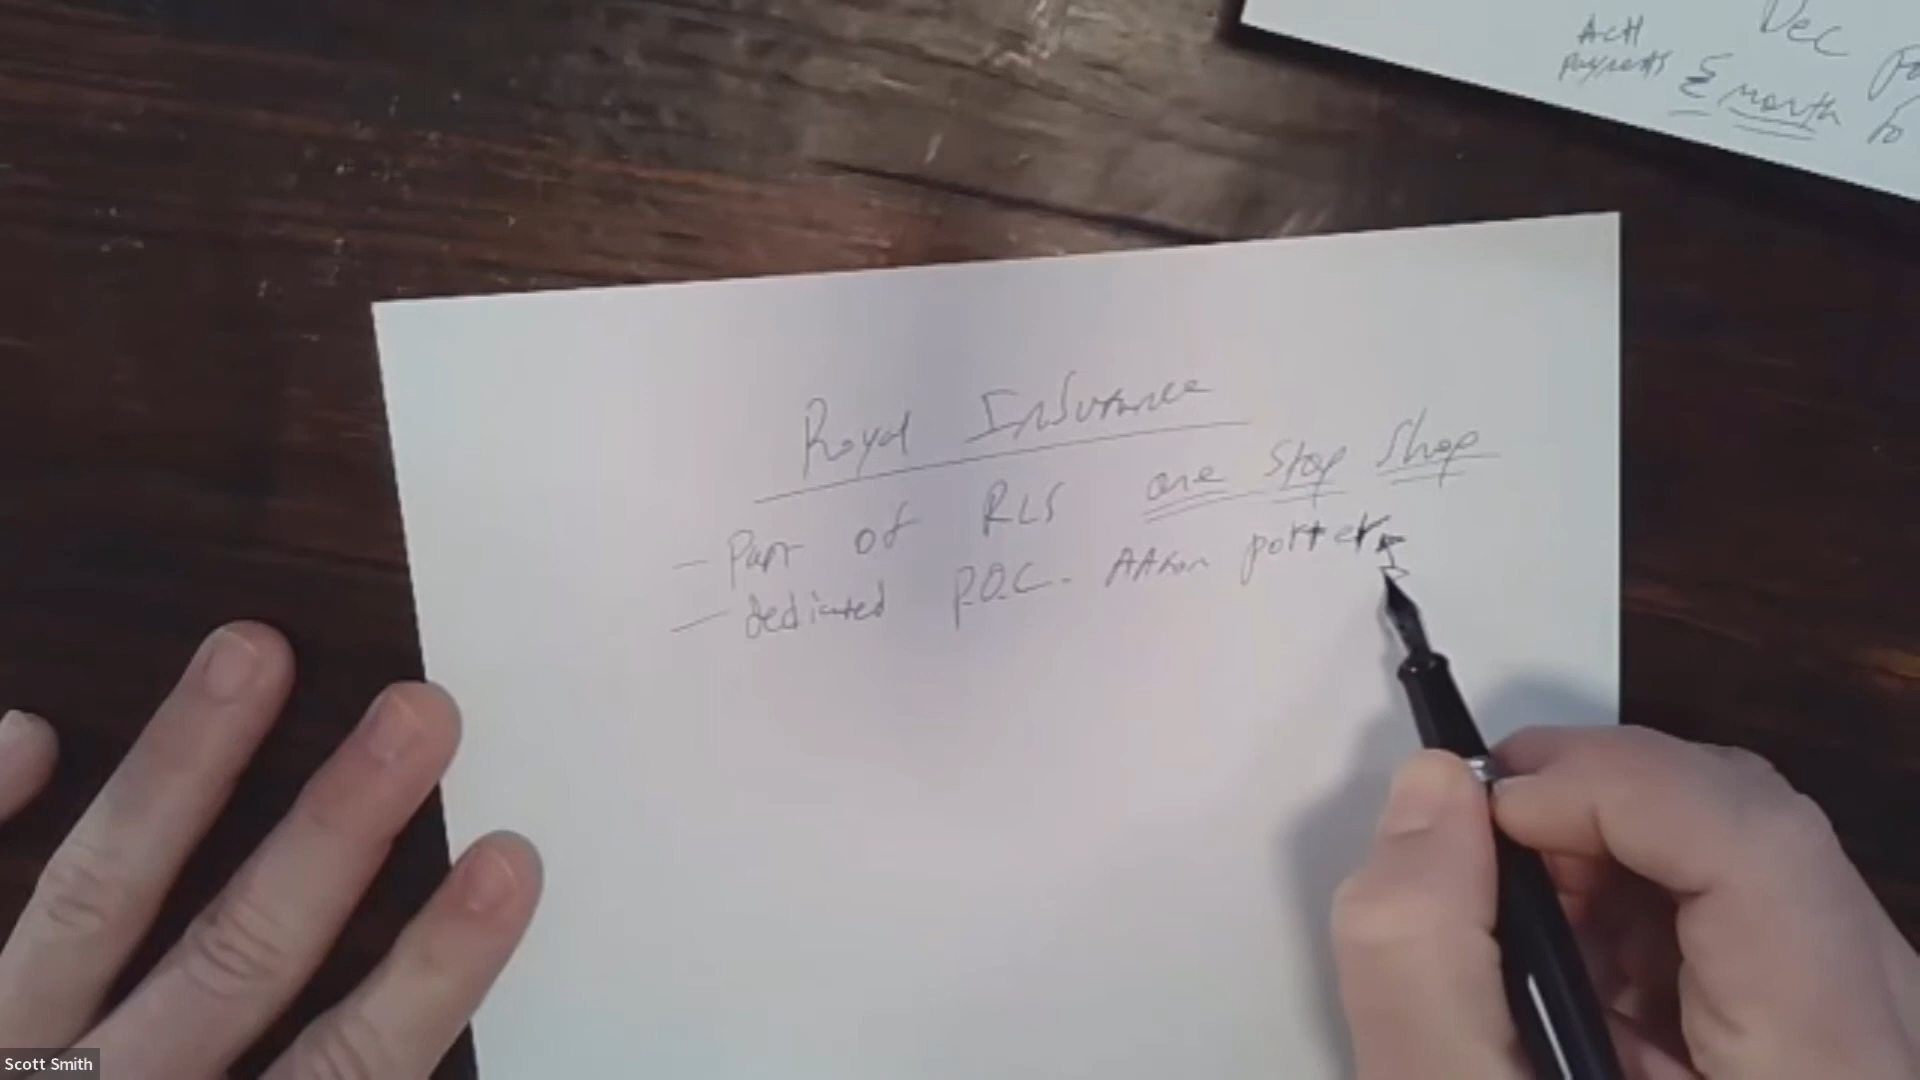 ACH
payments
Dec
E month
Royal Insurance
- Part of RLS one stop shop
- dedicated P.O.C. AAron porter
Scott Smith